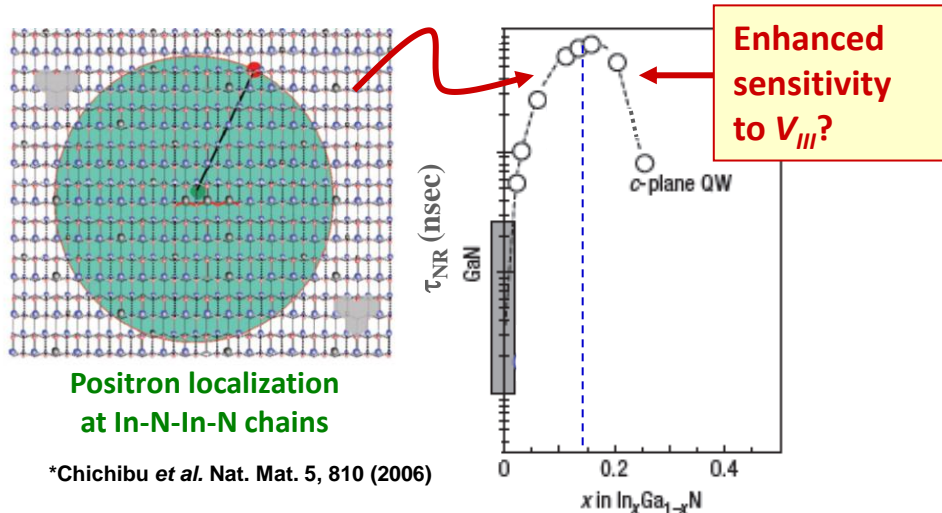 Enhanced
sensitivity
to V_III?
τ_NR (nsec)
GaN
c-plane QW
0
0.2
0.4
x in In_xGa_1–xN
Positron localization
at In-N-In-N chains
*Chichibu et al. Nat. Mat. 5, 810 (2006)